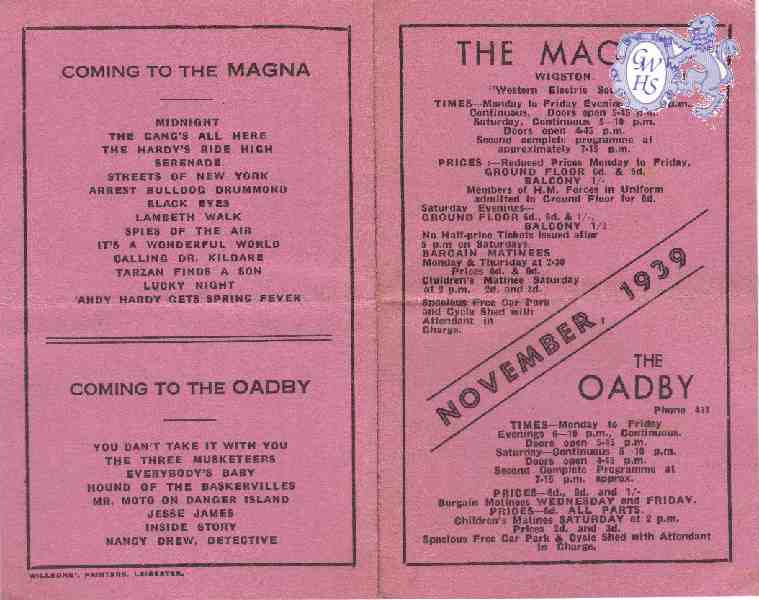 COMING TO THE MAGNA
MIDNIGHT
THE GANG'S ALL HERE
THE HARDY'S RIDE HIGH
SERENADE
STREETS OF NEW YORK
ARREST BULLDOG DRUMMOND
BLACK EYES
LAMBETH WALK
SPIES OF THE AIR
IT'S A WONDERFUL WORLD
CALLING DR. KILDARE
TARZAN FINDS A SON
LUCKY NIGHT
'ANDY HARDY GETS SPRING FEVER
COMING TO THE OADBY
YOU DAN'T TAKE IT WITH YOU
THE THREE MUSKETEERS
EVERYBODY'S BABY
HOUND OF THE BASKERVILLES
MR. MOTO ON DANGER ISLAND
JESSE JAMES
INSIDE STORY
NANCY DREW, DETECTIVE
WILLSONS', PRINTERS, LEICESTER.
THE MAG
WIGSTON.
"Western Electric
TIMES—Monday to Friday p.m.
Continuous. Doors open 5-45 p.m.
Saturday, Continuous 5—10 p.m.
Doors open 4-45 p.m.
Second complete programme at
approximately 7-15 p.m.
PRICES :—Reduced Prices Monday to Friday.
GROUND FLOOR 6d. & 9d.
BALCONY 1/-
Members of H.M. Forces in Uniform
admitted to Ground Floor for 6d.
Saturday Evenings—
GROUND FLOOR 6d., 9d. & 1/-,
BALCONY
No Half-price Tickets issued after
5 p.m on Saturdays.
BARGAIN MATINEES
Monday & Thursday at 2-30
Prices
Children's Matinee Saturday
at 2 p.m. 2d. and 3d.
Spacious Free Car Park
and Cycle Shed with
Attendant in
Charge.
NOVEMBER 1939
THE
OADBY
Phone 411
TIMES—Monday to Friday
Evenings 6—10 p.m., Continuous.
Doors open 5-45 p.m.
Saturday—Continuous 5—10 p.m.
Doors open 4-45 p.m.
Second Complete Programme at
7-15 p.m. approx.
PRICES—6d., 9d. and 1/-
Bargain Matinees WEDNESDAY and FRIDAY.
PRICES—6d. ALL PARTS.
Children's Matinee SATURDAY at 2 p.m.
Prices 2d. and 3d.
Spacious Free Car Park & Cycle Shed with Attendant
in Charge.
GWHS